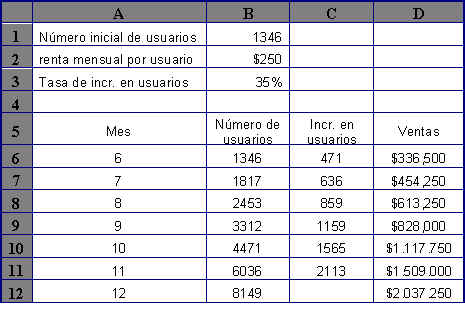 A B C D
1 Número inicial de usuarios 1346
2 renta mensual por usuario $250
3 Tasa de incr. en usuarios 35%
4
5 Mes Número de usuarios Incr. en usuarios Ventas
6 6 1346 471 $336,500
7 7 1817 636 $454,250
8 8 2453 859 $613,250
9 9 3312 1159 $828,000
10 10 4471 1565 $1.117.750
11 11 6036 2113 $1.509.000
12 12 8149 $2.037.250